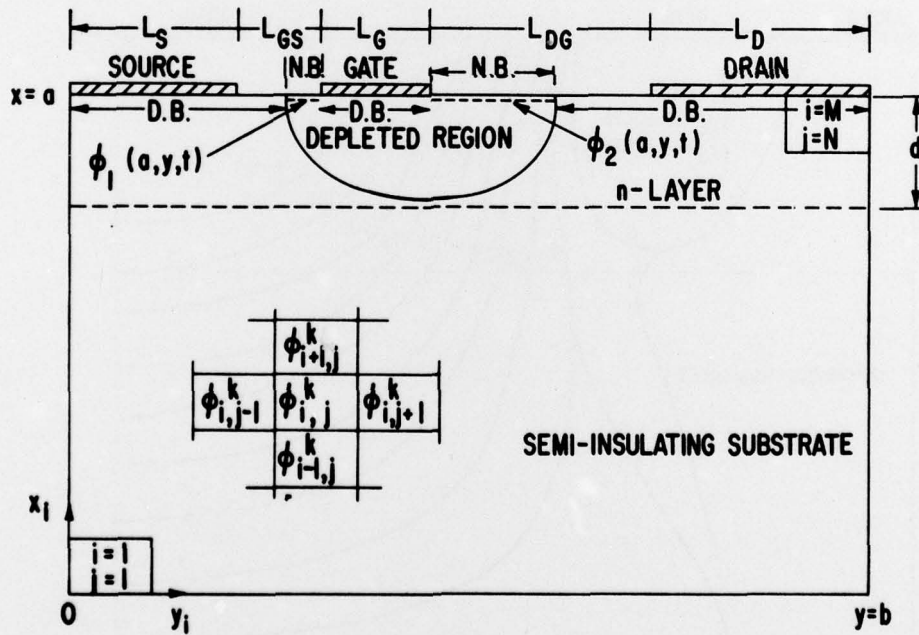 L_S L_GS L_G L_DG L_D
SOURCE N.B. GATE N.B. DRAIN
x=a
D.B. D.B. D.B. i=M
DEPLETED REGION j=N
ϕ_1 (a,y,t) ϕ_2 (a,y,t) d
n-LAYER
ϕ^k_{i+1,j}
ϕ^k_{i,j-1} ϕ^k_{i,j} ϕ^k_{i,j+1}
ϕ^k_{i-1,j}
SEMI-INSULATING SUBSTRATE
x_i
i=1
j=1
0 y_i y=b